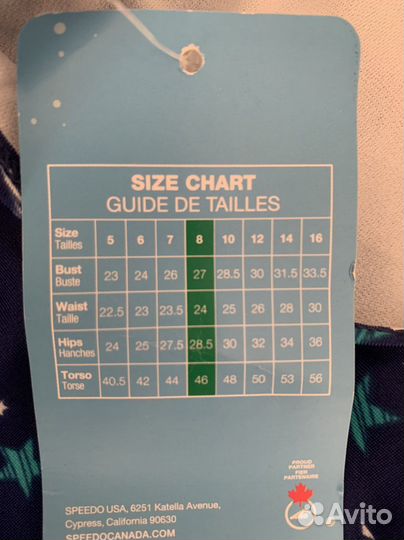 SIZE CHART
GUIDE DE TAILLES
Size 5 6 7 8 10 12 14 16
Tailles
Bust 23 24 26 27 28.5 30 31.5 33.5
Buste
Waist 22.5 23 23.5 24 25 26 28 30
Taille
Hips 24 25 27.5 28.5 30 32 34 36
Hanches
Torso 40.5 42 44 46 48 50 53 56
Torse
PROUD
PARTNER
FIER
PARTENAIRE
SPEEDO USA, 6251 Katella Avenue,
Cypress, California 90630
SPEEDOCANADA.COM
Avito